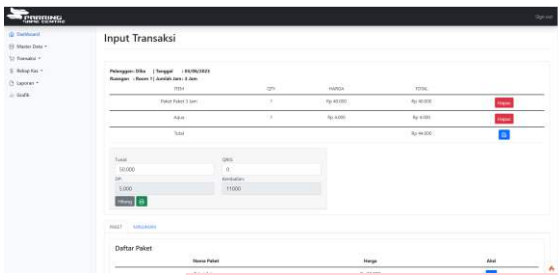 Sign out
Dashboard
Master Data
Transaksi
Rekap Kas
Laporan
Grafik
Input Transaksi
Pelanggan: Dika | Tanggal : 03/06/2023
Ruangan : Room 1 | Jumlah Jam: 3 Jam
ITEM QTY HARGA TOTAL
Paket Paket 3 Jam 1 Rp 40.000 Rp 40.000 Hapus
Aqua 1 Rp 4.000 Rp 4.000 Hapus
Total Rp 44.000
Tunai QRIS
50.000 0
DP Kembalian
5.000 11000
Hitung
PAKET MINUMAN
Daftar Paket
Nama Paket Harga Aksi